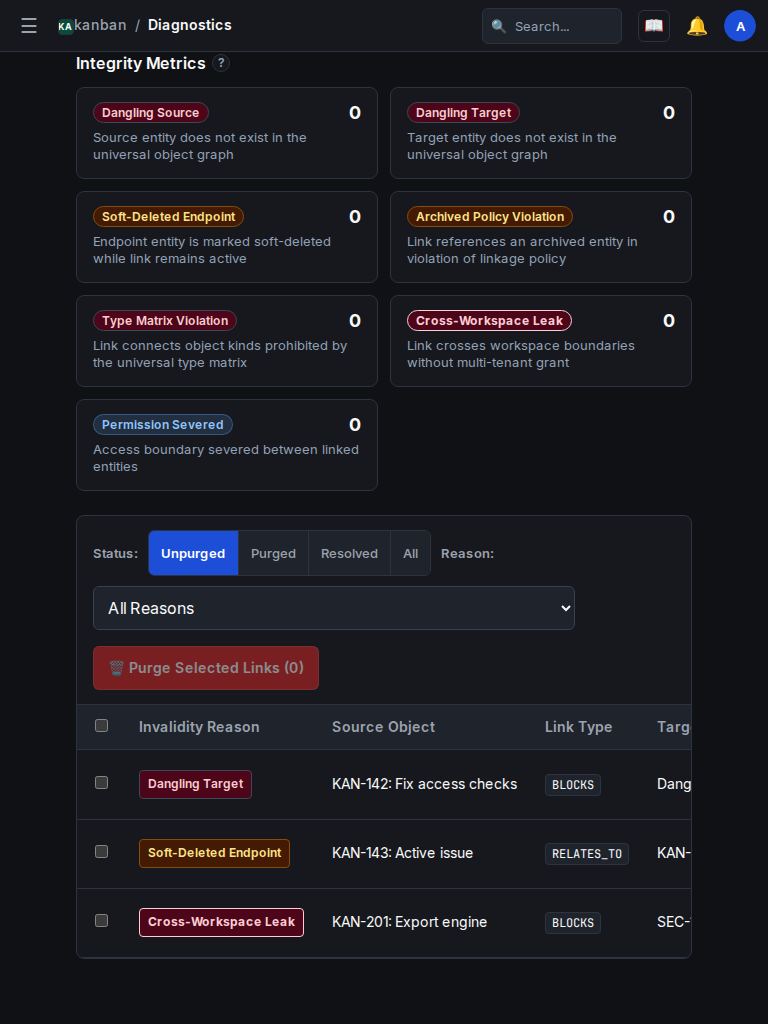 KA kanban / Diagnostics
Search...
A
Integrity Metrics ?
Dangling Source 0
Source entity does not exist in the
universal object graph
Dangling Target 0
Target entity does not exist in the
universal object graph
Soft-Deleted Endpoint 0
Endpoint entity is marked soft-deleted
while link remains active
Archived Policy Violation 0
Link references an archived entity in
violation of linkage policy
Type Matrix Violation 0
Link connects object kinds prohibited by
the universal type matrix
Cross-Workspace Leak 0
Link crosses workspace boundaries
without multi-tenant grant
Permission Severed 0
Access boundary severed between linked
entities
Status: Unpurged Purged Resolved All Reason:
All Reasons
Purge Selected Links (0)
Invalidity Reason Source Object Link Type Targ
Dangling Target KAN-142: Fix access checks BLOCKS Dang
Soft-Deleted Endpoint KAN-143: Active issue RELATES_TO KAN-
Cross-Workspace Leak KAN-201: Export engine BLOCKS SEC-